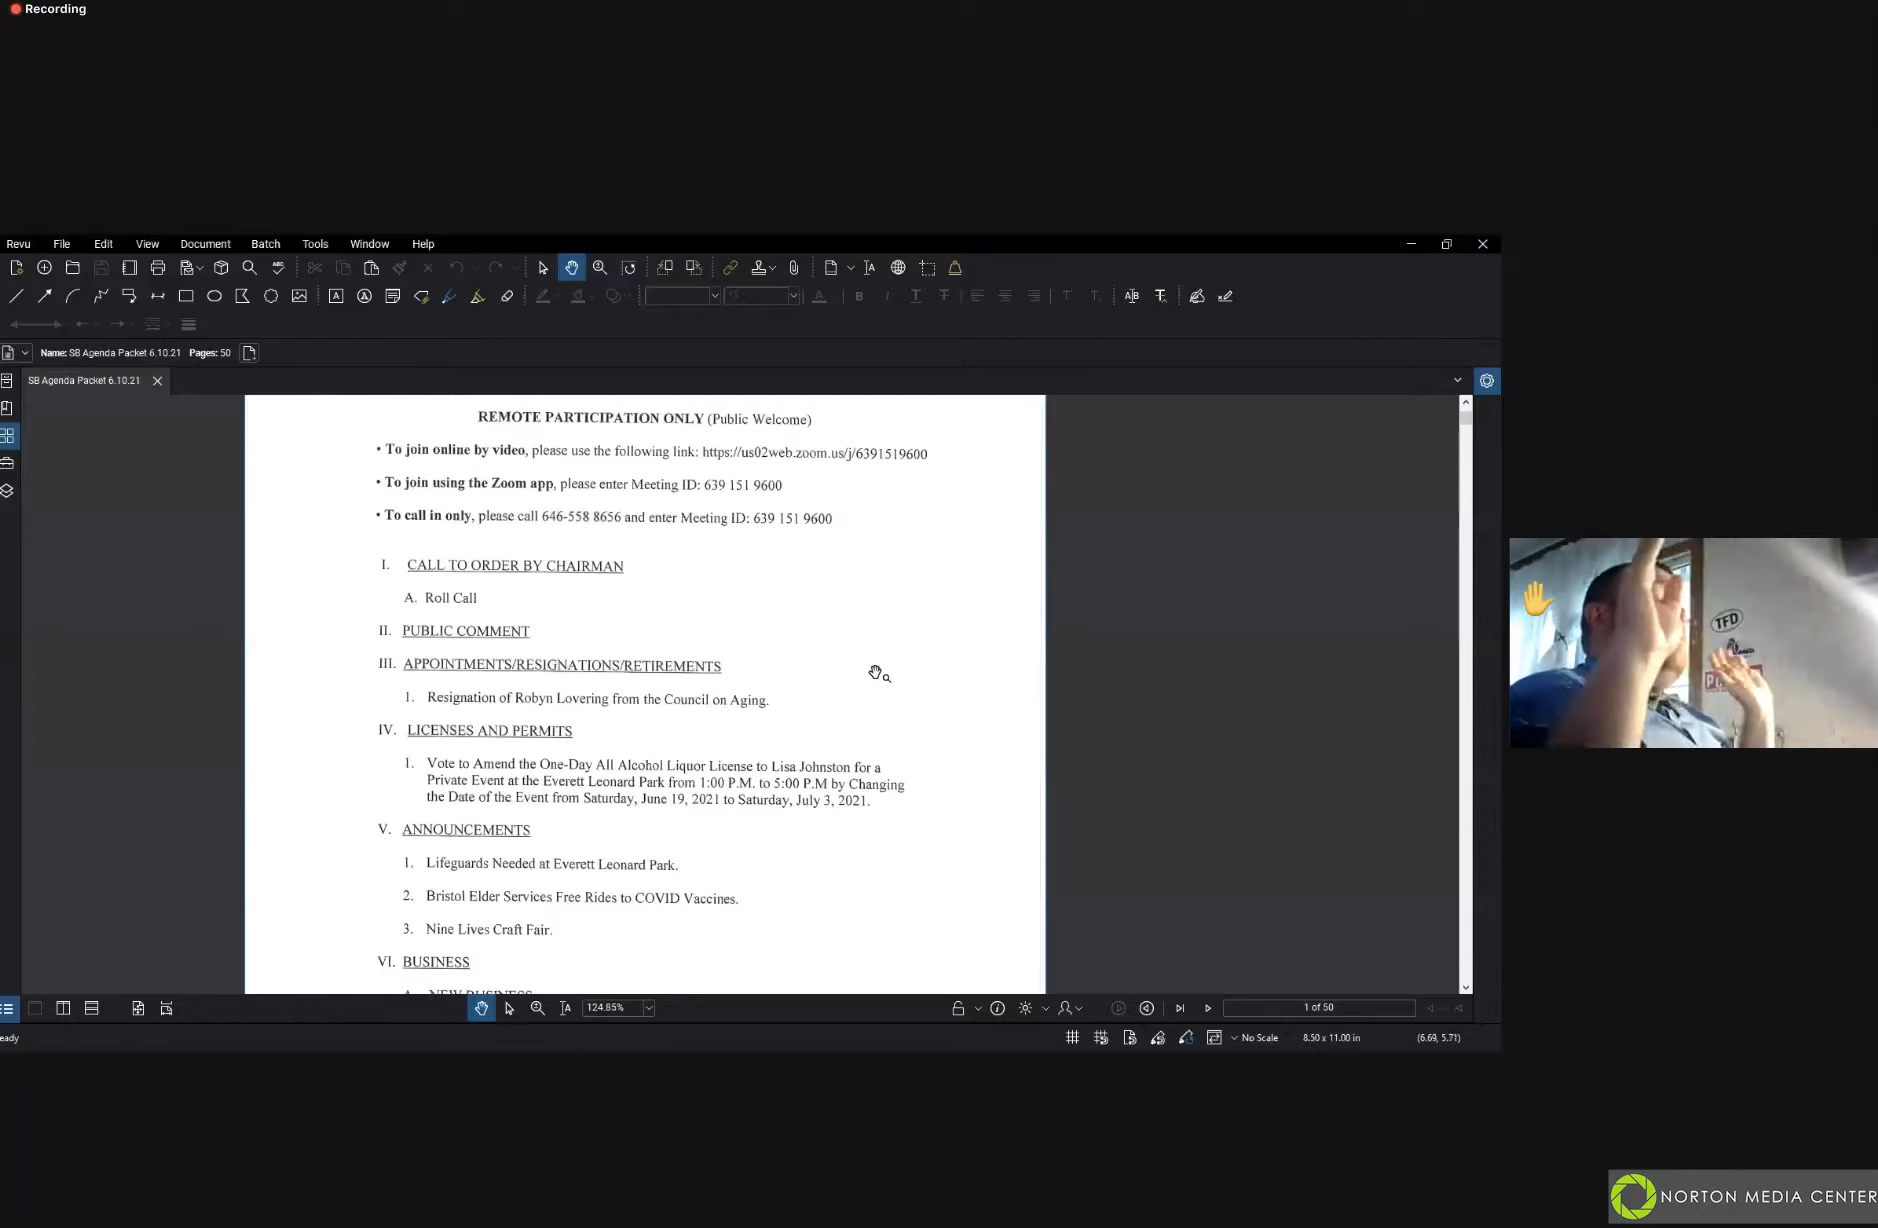 Recording
Revu File Edit View Document Batch Tools Window Help
Name: SB Agenda Packet 6.10.21 Pages: 50
SB Agenda Packet 6.10.21
REMOTE PARTICIPATION ONLY (Public Welcome)
• To join online by video, please use the following link: https://us02web.zoom.us/j/6391519600
• To join using the Zoom app, please enter Meeting ID: 639 151 9600
• To call in only, please call 646-558 8656 and enter Meeting ID: 639 151 9600
I. CALL TO ORDER BY CHAIRMAN
A. Roll Call
II. PUBLIC COMMENT
III. APPOINTMENTS/RESIGNATIONS/RETIREMENTS
1. Resignation of Robyn Lovering from the Council on Aging.
IV. LICENSES AND PERMITS
1. Vote to Amend the One-Day All Alcohol Liquor License to Lisa Johnston for a
Private Event at the Everett Leonard Park from 1:00 P.M. to 5:00 P.M by Changing
the Date of the Event from Saturday, June 19, 2021 to Saturday, July 3, 2021.
V. ANNOUNCEMENTS
1. Lifeguards Needed at Everett Leonard Park.
2. Bristol Elder Services Free Rides to COVID Vaccines.
3. Nine Lives Craft Fair.
VI. BUSINESS
A. NEW BUSINESS
TFD
124.85%
1 of 50
eady
No Scale 8.50 x 11.00 in (6.69, 5.71)
NORTON MEDIA CENTER